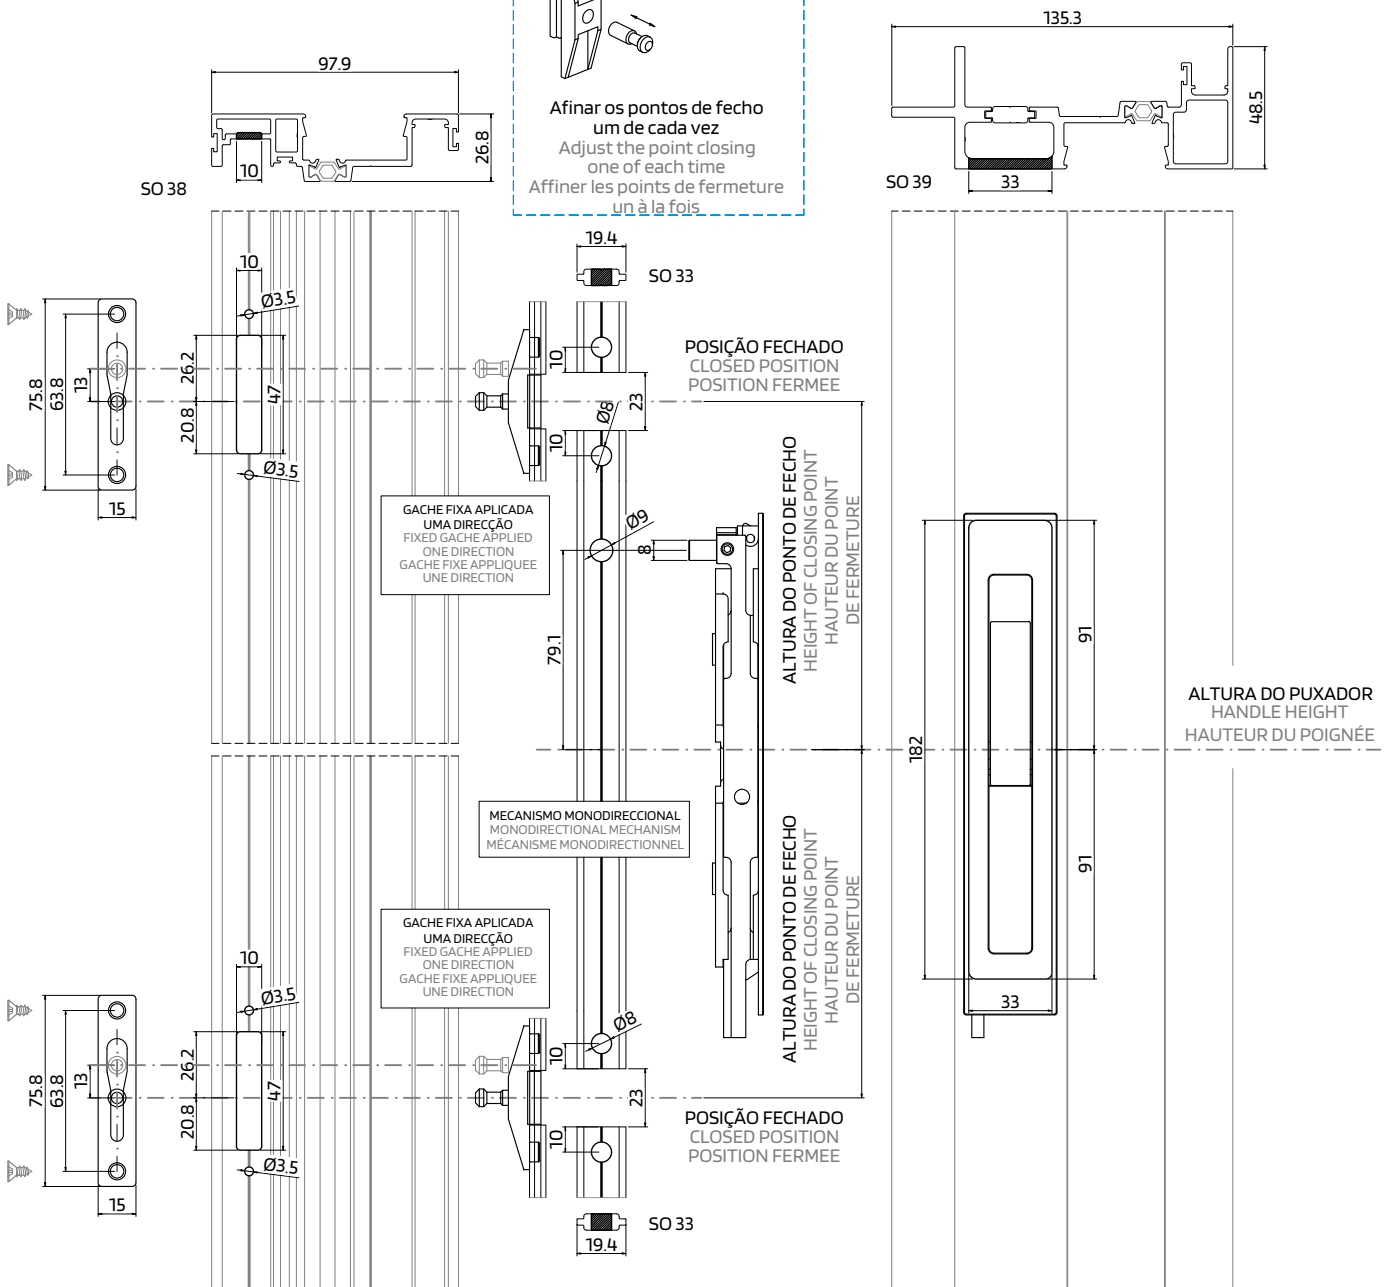 135.3
97.9
48.5
26.8
10
SO 38
Afinar os pontos de fecho
um de cada vez
Adjust the point closing
one of each time
Affiner les points de fermeture
un à la fois
SO 39
33
19.4
SO 33
10
Ø3.5
75.8
63.8
13
26.2
20.8
47
Ø3.5
15
10
23
Ø8
10
POSIÇÃO FECHADO
CLOSED POSITION
POSITION FERMEE
GACHE FIXA APLICADA
UMA DIRECÇÃO
FIXED GACHE APPLIED
ONE DIRECTION
GACHE FIXE APPLIQUEE
UNE DIRECTION
Ø9
8
79.1
ALTURA DO PONTO DE FECHO
HEIGHT OF CLOSING POINT
HAUTEUR DU POINT
DE FERMETURE
182
91
91
33
ALTURA DO PUXADOR
HANDLE HEIGHT
HAUTEUR DU POIGNÉE
MECANISMO MONODIRECCIONAL
MONODIRECTIONAL MECHANISM
MÉCANISME MONODIRECTIONNEL
ALTURA DO PONTO DE FECHO
HEIGHT OF CLOSING POINT
HAUTEUR DU POINT
DE FERMETURE
GACHE FIXA APLICADA
UMA DIRECÇÃO
FIXED GACHE APPLIED
ONE DIRECTION
GACHE FIXE APPLIQUEE
UNE DIRECTION
10
Ø3.5
75.8
63.8
13
26.2
20.8
47
Ø3.5
15
Ø8
10
23
10
POSIÇÃO FECHADO
CLOSED POSITION
POSITION FERMEE
SO 33
19.4